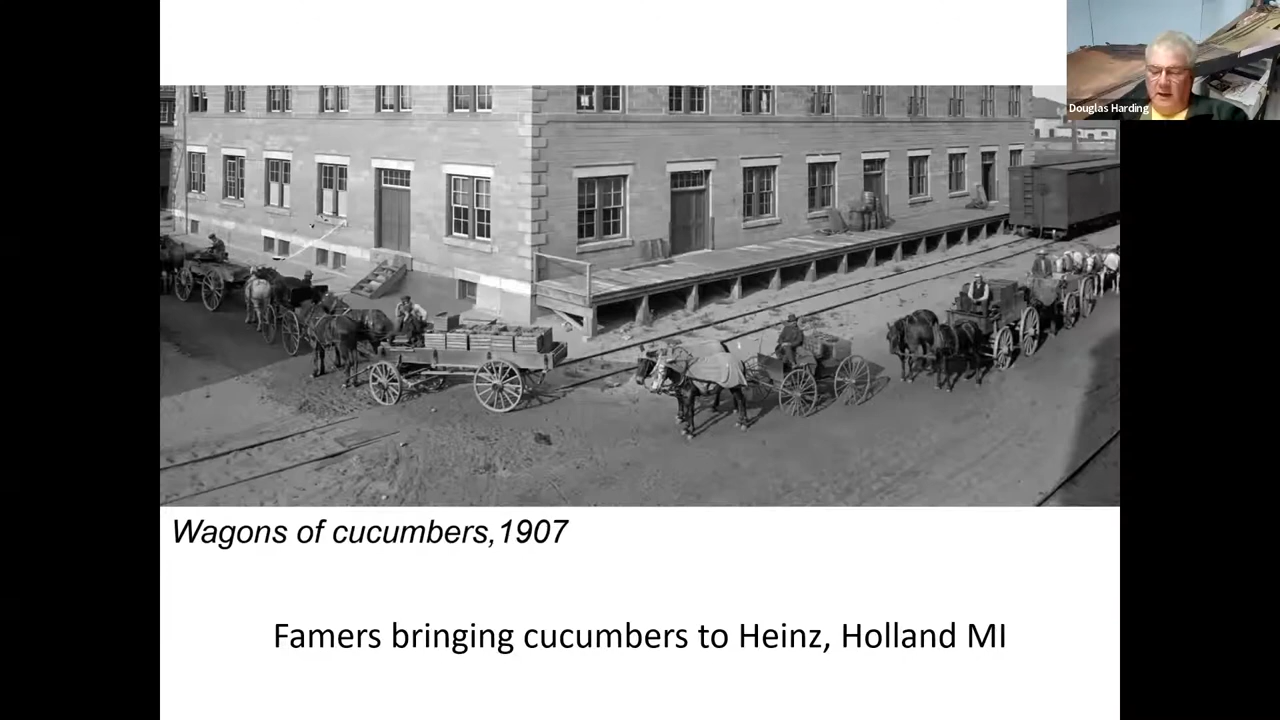 Douglas Harding
Wagons of cucumbers,1907
Famers bringing cucumbers to Heinz, Holland MI